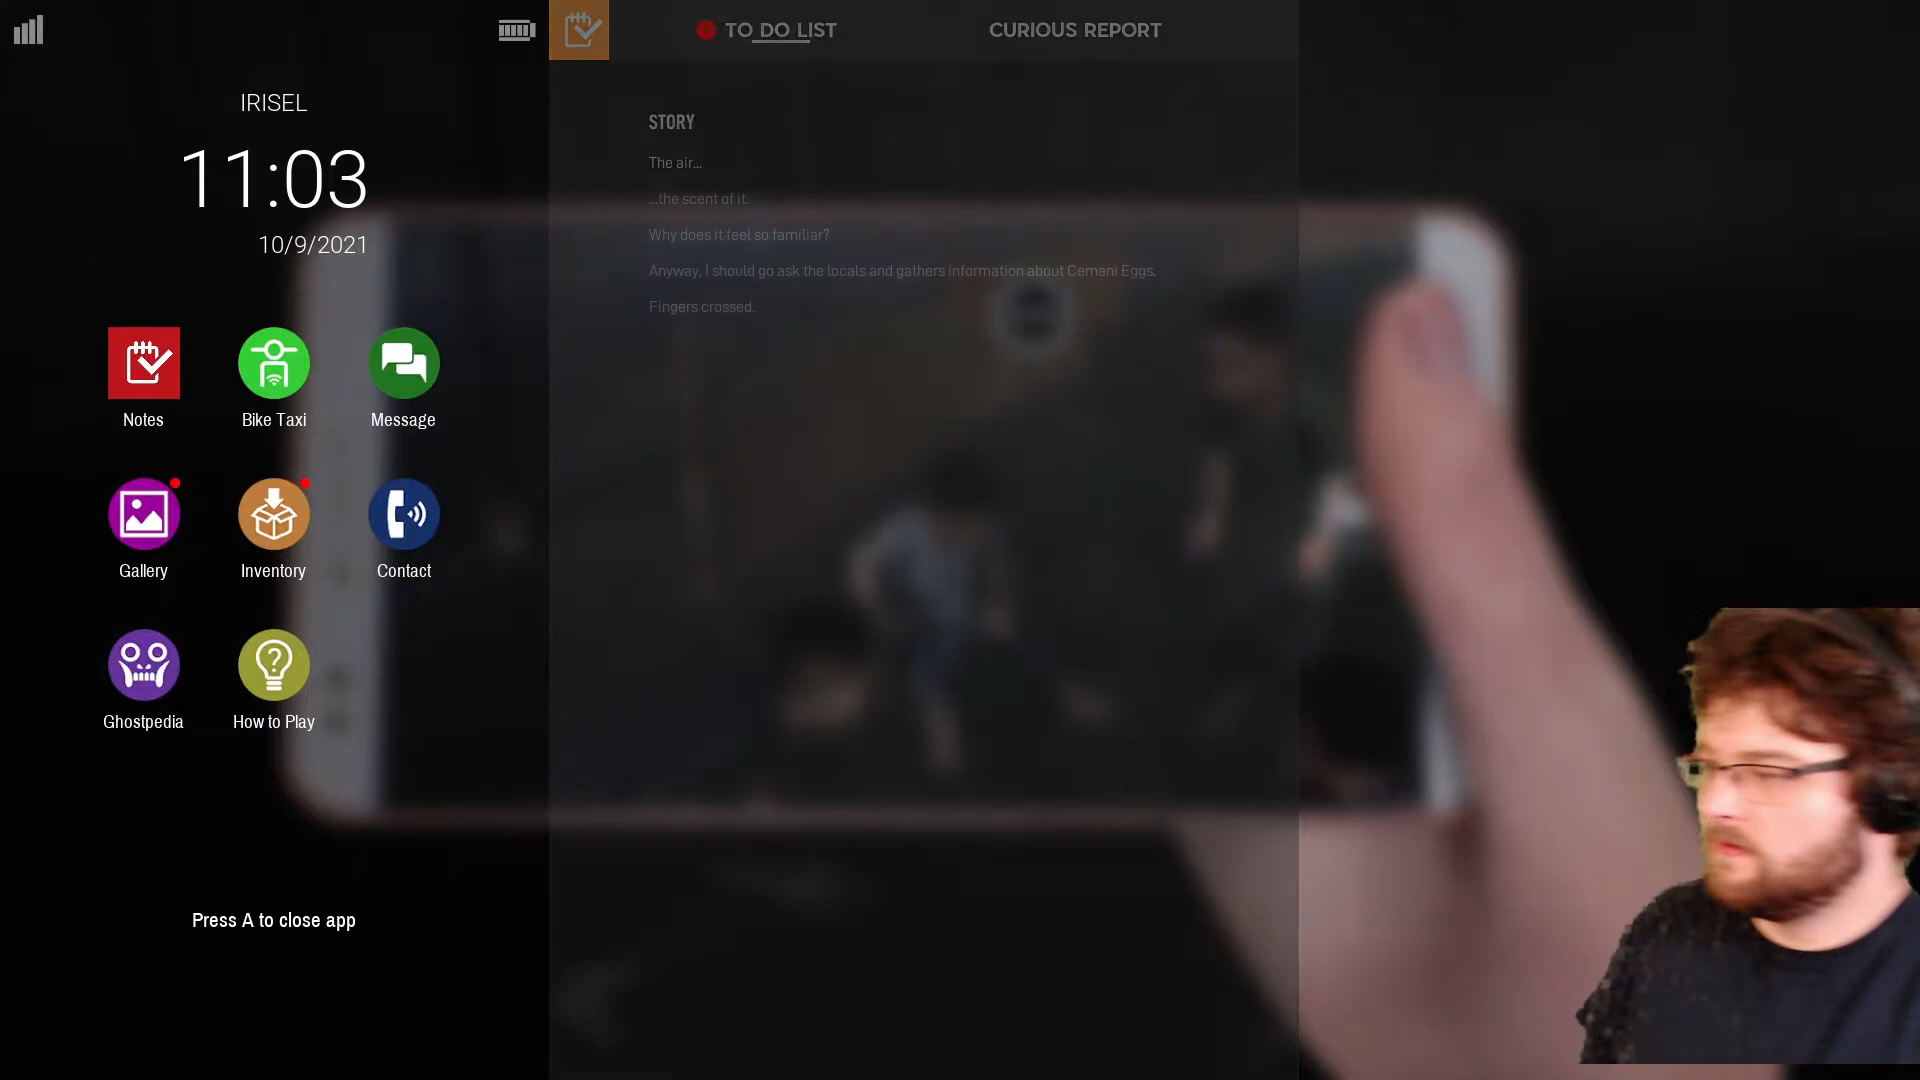 IRISEL
11:03
10/9/2021
Notes
Bike Taxi
Message
Gallery
Inventory
Contact
Ghostpedia
How to Play
Press A to close app
TO DO LIST
CURIOUS REPORT
STORY
The air...
...the scent of it.
Why does it feel so familiar?
Anyway, I should go ask the locals and gathers information about Cemani Eggs.
Fingers crossed.